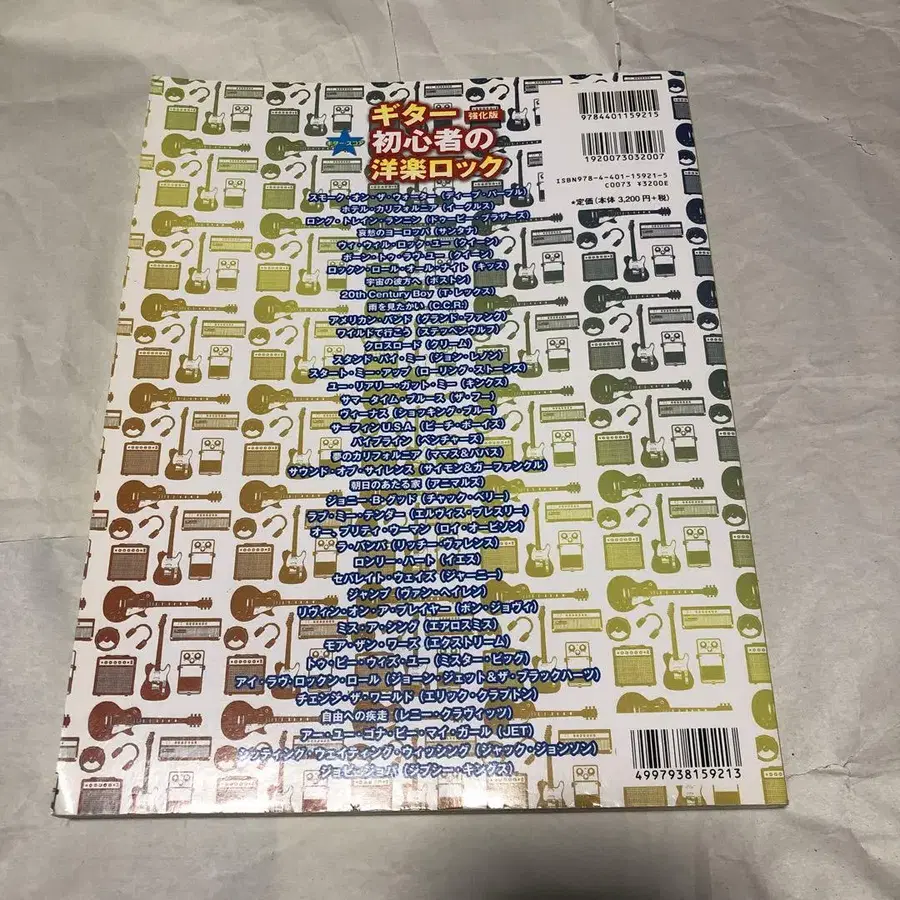 9784401159215
1920073032007
ISBN978-4-401-15921-5
C0073 ¥3200E
●定価(本体 3,200円+税)
ギター 強化版
ギター・スコア 初心者の
洋楽ロック
スモーク・オン・ザ・ウォーター(ディープ・パープル)
ホテル・カリフォルニア(イーグルス)
ロング・トレイン・ランニン(ドゥービー・ブラザーズ)
哀愁のヨーロッパ(サンタナ)
ウィ・ウィル・ロック・ユー(クイーン)
ボーン・トゥ・ラヴ・ユー(クイーン)
ロックン・ロール・オール・ナイト(キッス)
宇宙の彼方へ(ボストン)
20th Century Boy(T・レックス)
雨を見たかい(C.C.R.)
アメリカン・バンド(グランド・ファンク)
ワイルドで行こう(ステッペンウルフ)
クロスロード(クリーム)
スタンド・バイ・ミー(ジョン・レノン)
スタート・ミー・アップ(ローリング・ストーンズ)
ユー・リアリー・ガット・ミー(キンクス)
サマータイム・ブルース(ザ・フー)
ヴィーナス(ショッキング・ブルー)
サーフィンU.S.A.(ビーチ・ボーイズ)
パイプライン(ベンチャーズ)
夢のカリフォルニア(ママス&パパス)
サウンド・オブ・サイレンス(サイモン&ガーファンクル)
朝日のあたる家(アニマルズ)
ジョニー・B・グッド(チャック・ベリー)
ラブ・ミー・テンダー(エルヴィス・プレスリー)
オー、プリティ・ウーマン(ロイ・オービソン)
ラ・バンバ(リッチー・ヴァレンス)
ロンリー・ハート(イエス)
セパレイト・ウェイズ(ジャーニー)
ジャンプ(ヴァン・ヘイレン)
リヴィン・オン・ア・プレイヤー(ボン・ジョヴィ)
ミス・ア・シング(エアロスミス)
モア・ザン・ワーズ(エクストリーム)
トゥ・ビー・ウィズ・ユー(ミスター・ビッグ)
アイ・ラヴ・ロックン・ロール(ジョーン・ジェット&ザ・ブラックハーツ)
チェンジ・ザ・ワールド(エリック・クラプトン)
自由への疾走(レニー・クラヴィッツ)
アー・ユー・ゴナ・ビー・マイ・ガール(JET)
シッティング・ウェイティング・ウィッシング(ジャック・ジョンソン)
ジョビ・ジョバ(ジプシー・キングス)
4997938159213